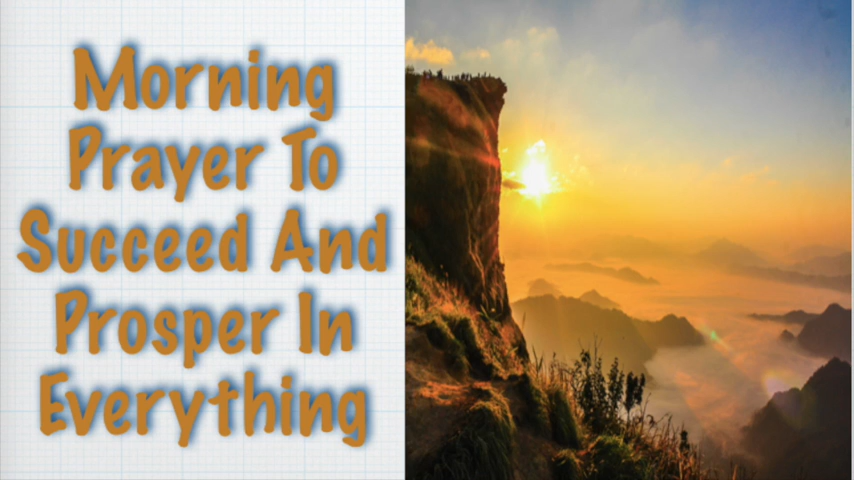 Morning
Prayer To
Succeed And
Prosper In
Everything